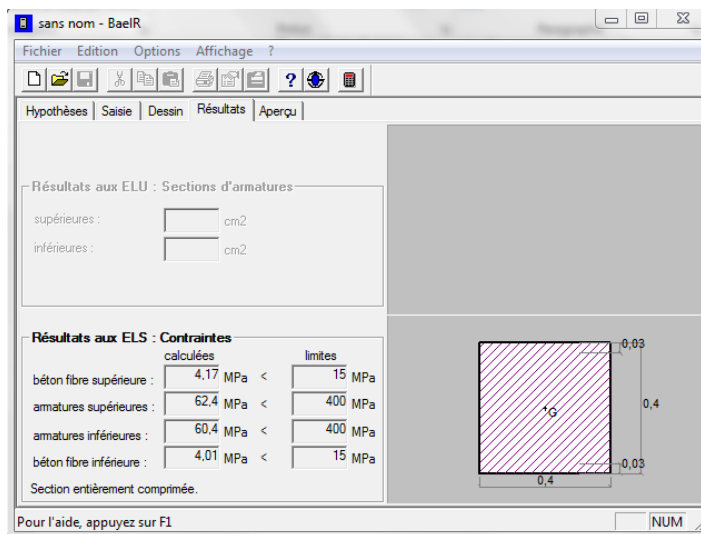 sans nom - BaelR
Fichier Edition Options Affichage ?
Hypothèses Saisie Dessin Résultats Aperçu
Résultats aux ELU : Sections d'armatures
supérieures : cm2
inférieures : cm2
Résultats aux ELS : Contraintes
calculées limites
béton fibre supérieure : 4,17 MPa < 15 MPa
armatures supérieures : 62,4 MPa < 400 MPa
armatures inférieures : 60,4 MPa < 400 MPa
béton fibre inférieure : 4,01 MPa < 15 MPa
Section entièrement comprimée.
0,03
G
0,4
0,03
0,4
Pour l'aide, appuyez sur F1
NUM